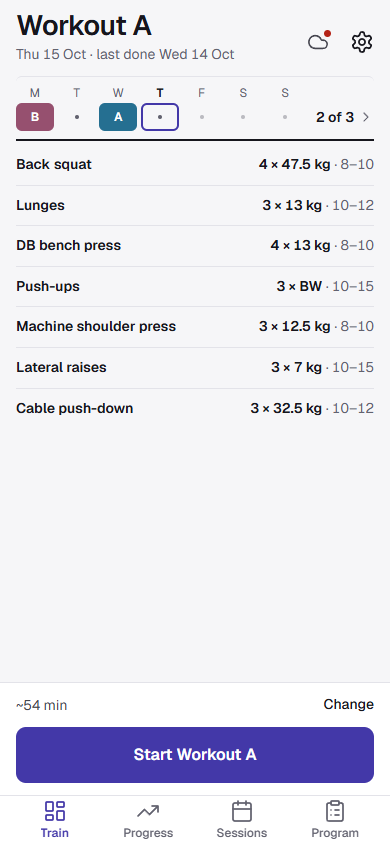 Workout A
Thu 15 Oct · last done Wed 14 Oct
M T W T F S S
B A 2 of 3
Back squat 4 × 47.5 kg · 8–10
Lunges 3 × 13 kg · 10–12
DB bench press 4 × 13 kg · 8–10
Push-ups 3 × BW · 10–15
Machine shoulder press 3 × 12.5 kg · 8–10
Lateral raises 3 × 7 kg · 10–15
Cable push-down 3 × 32.5 kg · 10–12
~54 min Change
Start Workout A
Train Progress Sessions Program